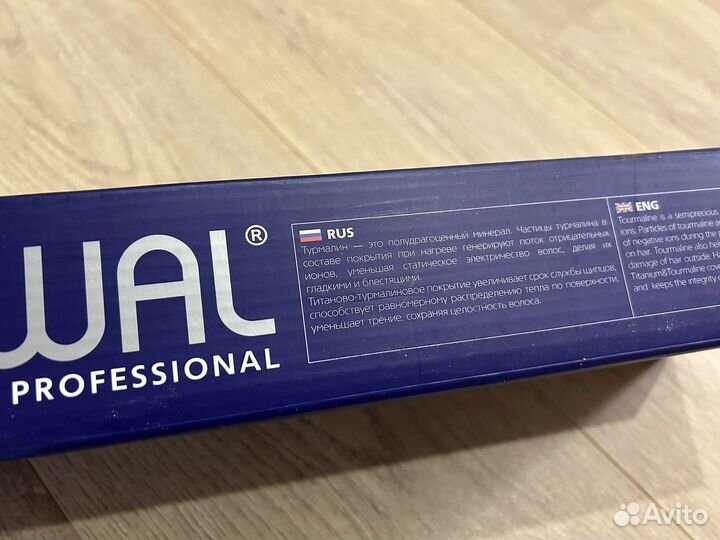 WAL®
PROFESSIONAL
RUS
Турмалин — это полудрагоценный минерал. Частицы турмалина в
составе покрытия при нагреве генерируют поток отрицательных
ионов, уменьшая статическое электричество волос, делая их
гладкими и блестящими.
Титаново-турмалиновое покрытие увеличивает срок службы щипцов,
способствует равномерному распределению тепла по поверхности,
уменьшает трение, сохраняя целостность волоса.
ENG
Tourmaline is a semiprecious
ions. Particles of tourmaline
of negative ions during the
on hair. Tourmaline also
damage of hair outside.
Titanium&Tourmaline
and keeps the integrity
Avito